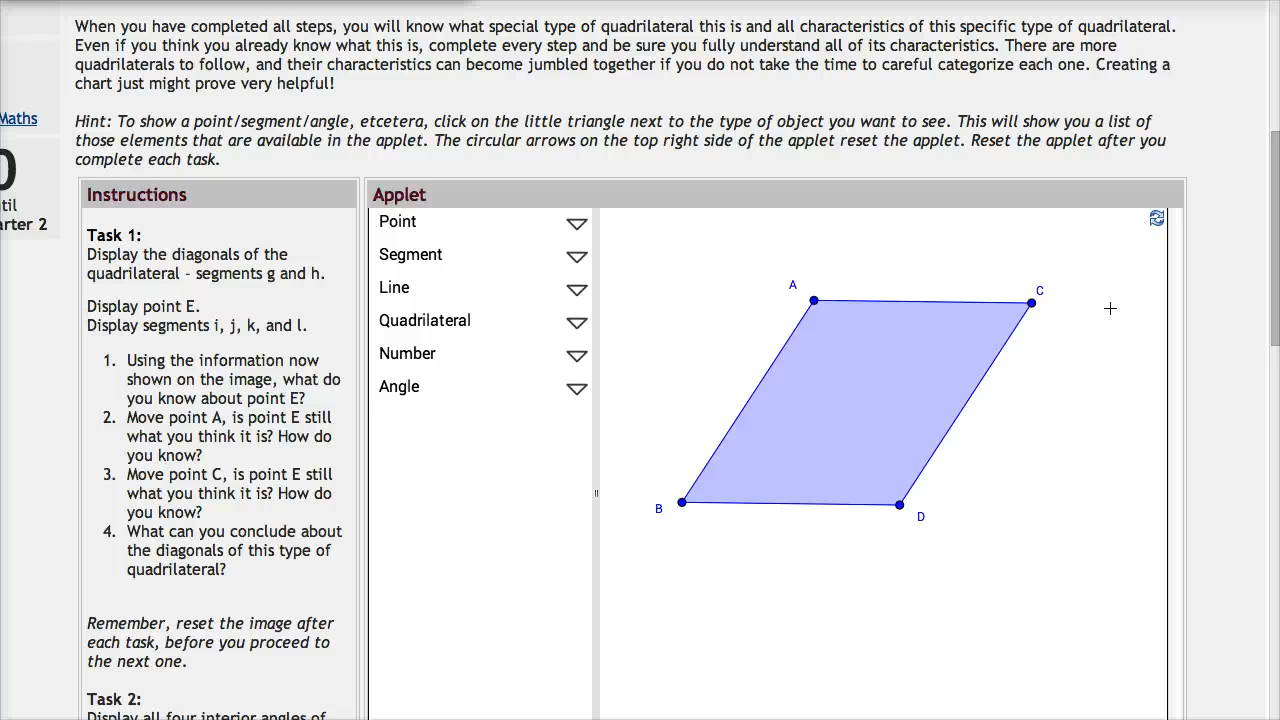 When you have completed all steps, you will know what special type of quadrilateral this is and all characteristics of this specific type of quadrilateral.
Even if you think you already know what this is, complete every step and be sure you fully understand all of its characteristics. There are more
quadrilaterals to follow, and their characteristics can become jumbled together if you do not take the time to careful categorize each one. Creating a
chart just might prove very helpful!
Hint: To show a point/segment/angle, etcetera, click on the little triangle next to the type of object you want to see. This will show you a list of
those elements that are available in the applet. The circular arrows on the top right side of the applet reset the applet. Reset the applet after you
complete each task.
Maths
0
til
arter 2
Instructions
Task 1:
Display the diagonals of the
quadrilateral - segments g and h.
Display point E.
Display segments i, j, k, and l.
1. Using the information now
shown on the image, what do
you know about point E?
2. Move point A, is point E still
what you think it is? How do
you know?
3. Move point C, is point E still
what you think it is? How do
you know?
4. What can you conclude about
the diagonals of this type of
quadrilateral?
Remember, reset the image after
each task, before you proceed to
the next one.
Task 2:
Display all four interior angles of
Applet
Point
Segment
Line
Quadrilateral
Number
Angle
A
C
B
D